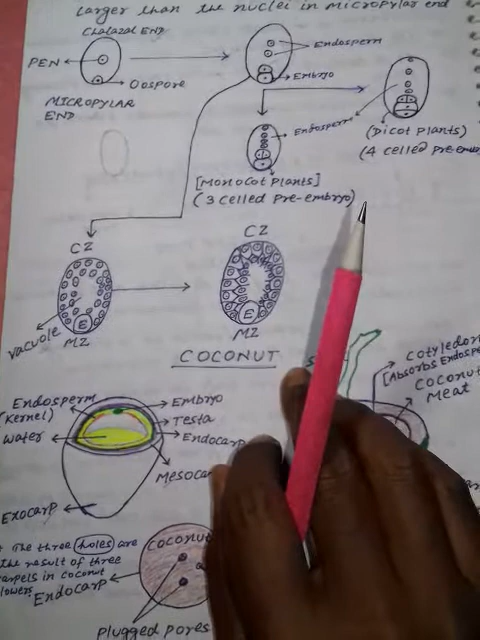 larger than the nuclei in micropylar end
Chalazal END
PEN
Oospore
MICROPYLAR
END
Endosperm
Embryo
Endosperm
(Dicot plants)
(4 celled pre-emb
[Monocot plants]
(3 celled pre-embryo)
CZ
CZ
E
E
vacuole
MZ
MZ
COCONUT
Endosperm
(Kernel)
water
Embryo
Testa
Endocarp
Mesocar
Exocarp
Cotyledon
[Absorbs Endospe
Coconut
Meat
The three holes are
the result of three
carpels in coconut
flowers
Endocarp
COCONUT
Plugged pores